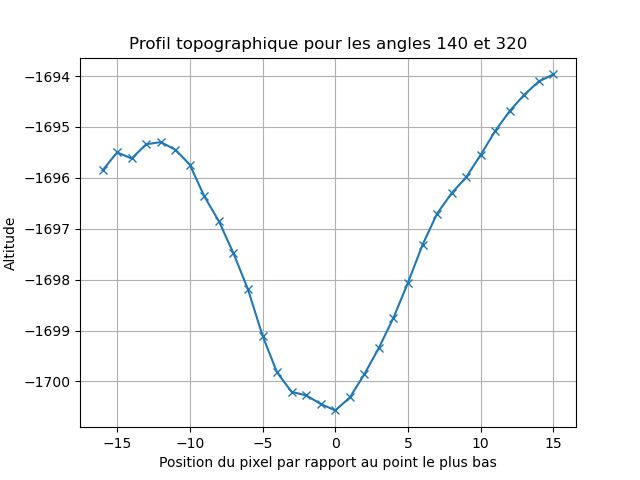 Profil topographique pour les angles 140 et 320
Altitude
−1694
−1695
−1696
−1697
−1698
−1699
−1700
−15 −10 −5 0 5 10 15
Position du pixel par rapport au point le plus bas